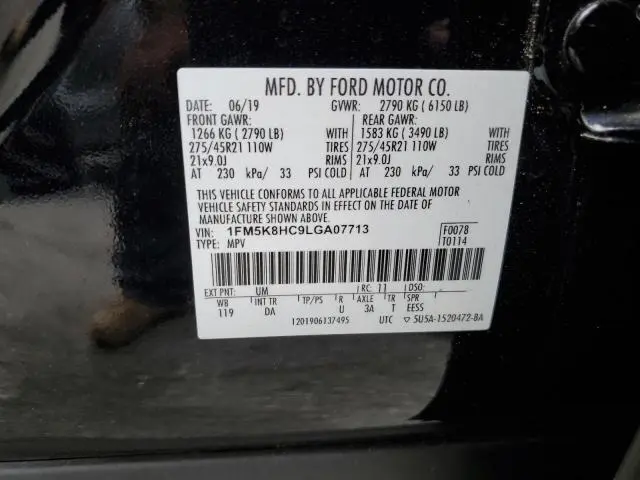 MFD. BY FORD MOTOR CO.
DATE: 06/19 GVWR: 2790 KG ( 6150 LB)
FRONT GAWR: REAR GAWR:
1266 KG ( 2790 LB) WITH 1583 KG ( 3490 LB) WITH
275/45R21 110W TIRES 275/45R21 110W TIRES
21x9.0J RIMS 21x9.0J RIMS
AT 230 kPa/ 33 PSI COLD AT 230 kPa/ 33 PSI COLD
THIS VEHICLE CONFORMS TO ALL APPLICABLE FEDERAL MOTOR
VEHICLE SAFETY STANDARDS IN EFFECT ON THE DATE OF
MANUFACTURE SHOWN ABOVE.
VIN: 1FM5K8HC9LGA07713 F0078
TYPE: MPV T0114
EXT PNT: UM RC: 11 DSO:
WB INT TR TP/PS R AXLE TR SPR
119 DA U 3A T EESS
1201906137495 UTC ▽ 5U5A-1520472-BA